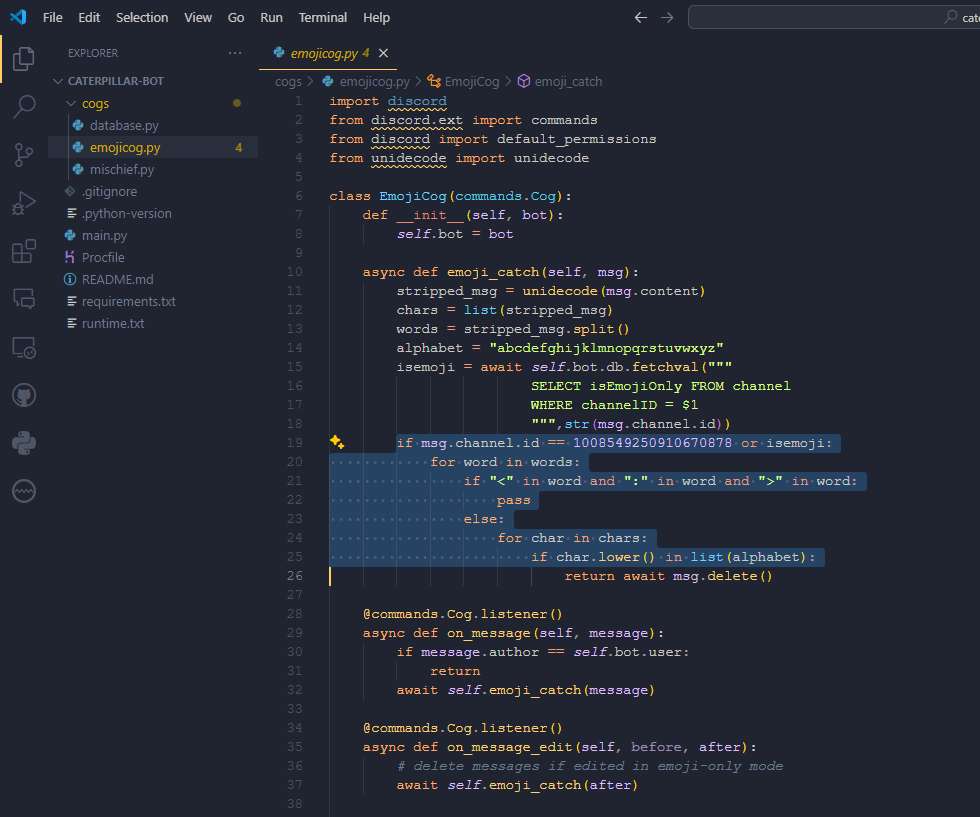 File Edit Selection View Go Run Terminal Help
cate
EXPLORER ···
CATERPILLAR-BOT
cogs
database.py
emojicog.py 4
mischief.py
.gitignore
.python-version
main.py
Procfile
README.md
requirements.txt
runtime.txt
emojicog.py 4
cogs > emojicog.py > EmojiCog > emoji_catch
1 import discord
2 from discord.ext import commands
3 from discord import default_permissions
4 from unidecode import unidecode
5
6 class EmojiCog(commands.Cog):
7 def __init__(self, bot):
8 self.bot = bot
9
10 async def emoji_catch(self, msg):
11 stripped_msg = unidecode(msg.content)
12 chars = list(stripped_msg)
13 words = stripped_msg.split()
14 alphabet = "abcdefghijklmnopqrstuvwxyz"
15 isemoji = await self.bot.db.fetchval("""
16 SELECT isEmojiOnly FROM channel
17 WHERE channelID = $1
18 """,str(msg.channel.id))
19 if msg.channel.id == 1008549250910670878 or isemoji:
20 for word in words:
21 if "<" in word and ":" in word and ">" in word:
22 pass
23 else:
24 for char in chars:
25 if char.lower() in list(alphabet):
26 return await msg.delete()
27
28 @commands.Cog.listener()
29 async def on_message(self, message):
30 if message.author == self.bot.user:
31 return
32 await self.emoji_catch(message)
33
34 @commands.Cog.listener()
35 async def on_message_edit(self, before, after):
36 # delete messages if edited in emoji-only mode
37 await self.emoji_catch(after)
38